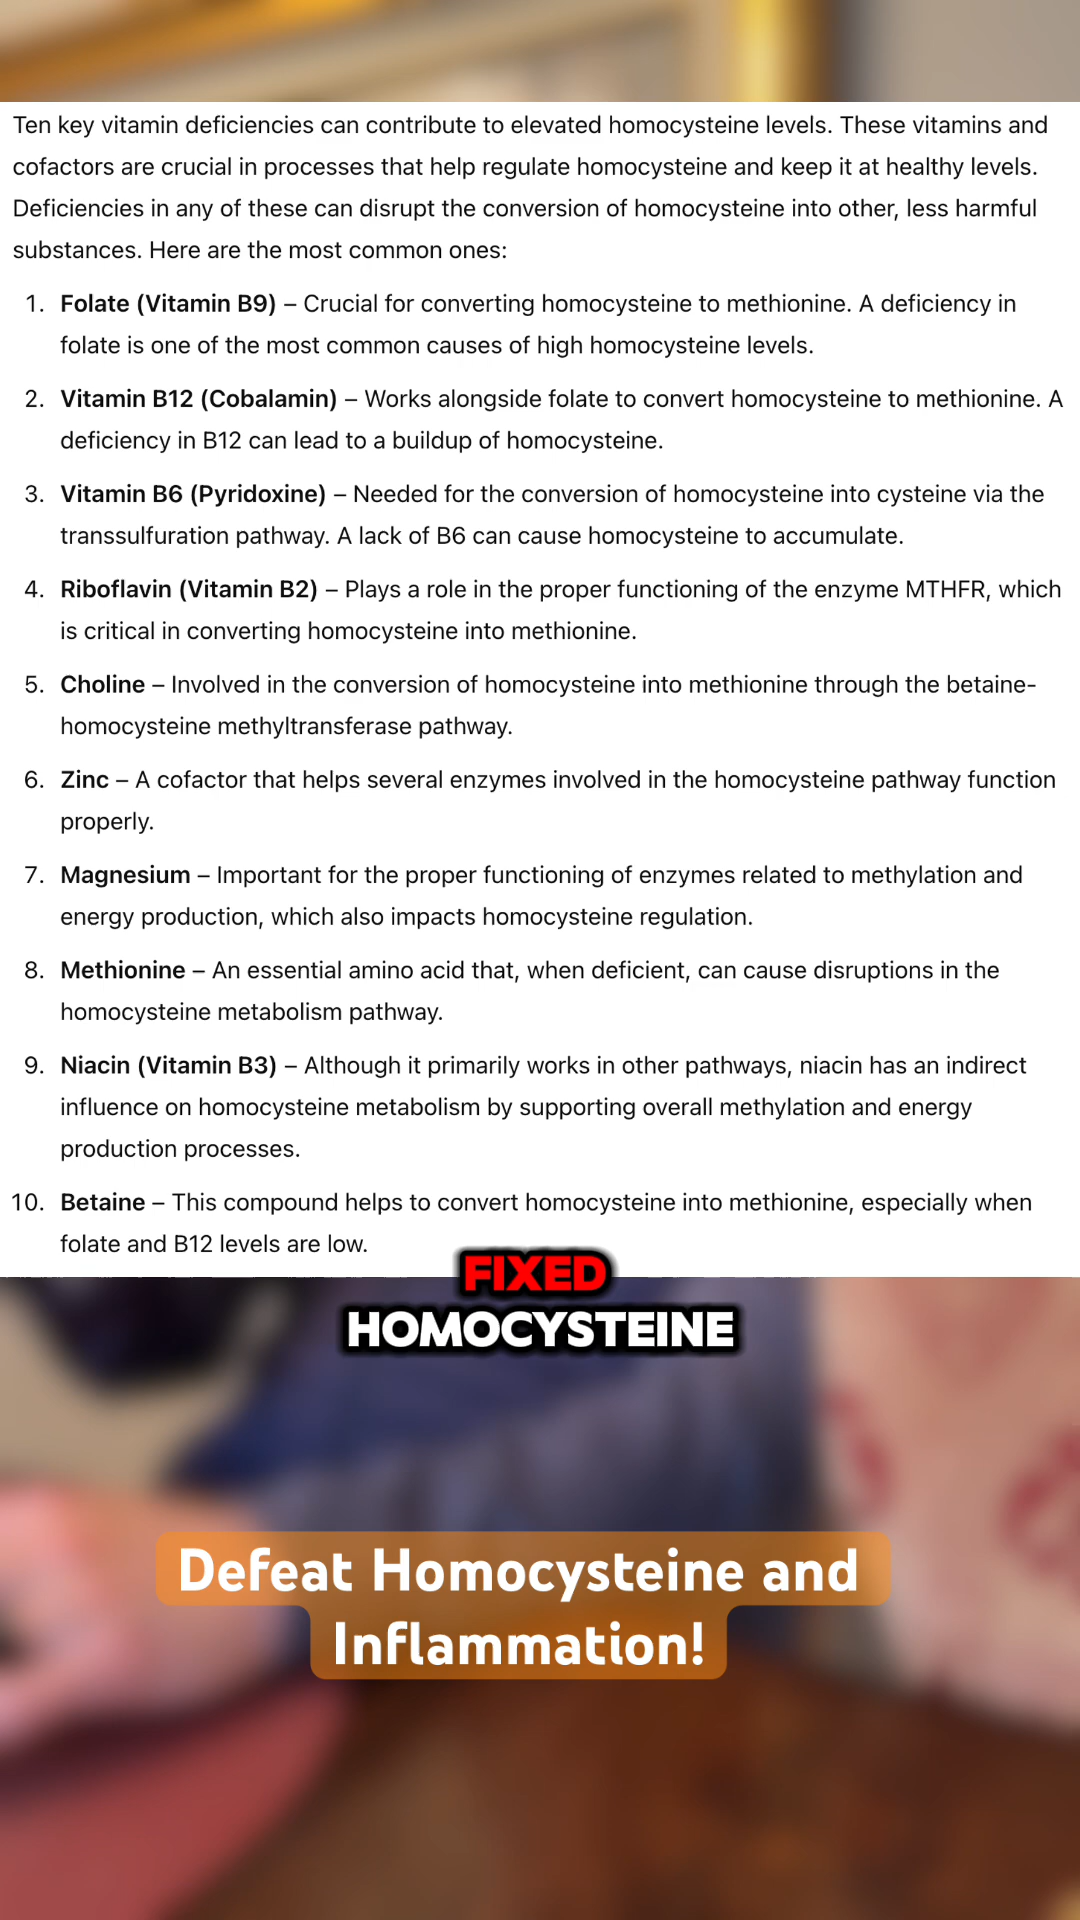 Ten key vitamin deficiencies can contribute to elevated homocysteine levels. These vitamins and
cofactors are crucial in processes that help regulate homocysteine and keep it at healthy levels.
Deficiencies in any of these can disrupt the conversion of homocysteine into other, less harmful
substances. Here are the most common ones:
1. Folate (Vitamin B9) – Crucial for converting homocysteine to methionine. A deficiency in
folate is one of the most common causes of high homocysteine levels.
2. Vitamin B12 (Cobalamin) – Works alongside folate to convert homocysteine to methionine. A
deficiency in B12 can lead to a buildup of homocysteine.
3. Vitamin B6 (Pyridoxine) – Needed for the conversion of homocysteine into cysteine via the
transsulfuration pathway. A lack of B6 can cause homocysteine to accumulate.
4. Riboflavin (Vitamin B2) – Plays a role in the proper functioning of the enzyme MTHFR, which
is critical in converting homocysteine into methionine.
5. Choline – Involved in the conversion of homocysteine into methionine through the betaine-
homocysteine methyltransferase pathway.
6. Zinc – A cofactor that helps several enzymes involved in the homocysteine pathway function
properly.
7. Magnesium – Important for the proper functioning of enzymes related to methylation and
energy production, which also impacts homocysteine regulation.
8. Methionine – An essential amino acid that, when deficient, can cause disruptions in the
homocysteine metabolism pathway.
9. Niacin (Vitamin B3) – Although it primarily works in other pathways, niacin has an indirect
influence on homocysteine metabolism by supporting overall methylation and energy
production processes.
10. Betaine – This compound helps to convert homocysteine into methionine, especially when
folate and B12 levels are low.
FIXED
HOMOCYSTEINE
Defeat Homocysteine and
Inflammation!